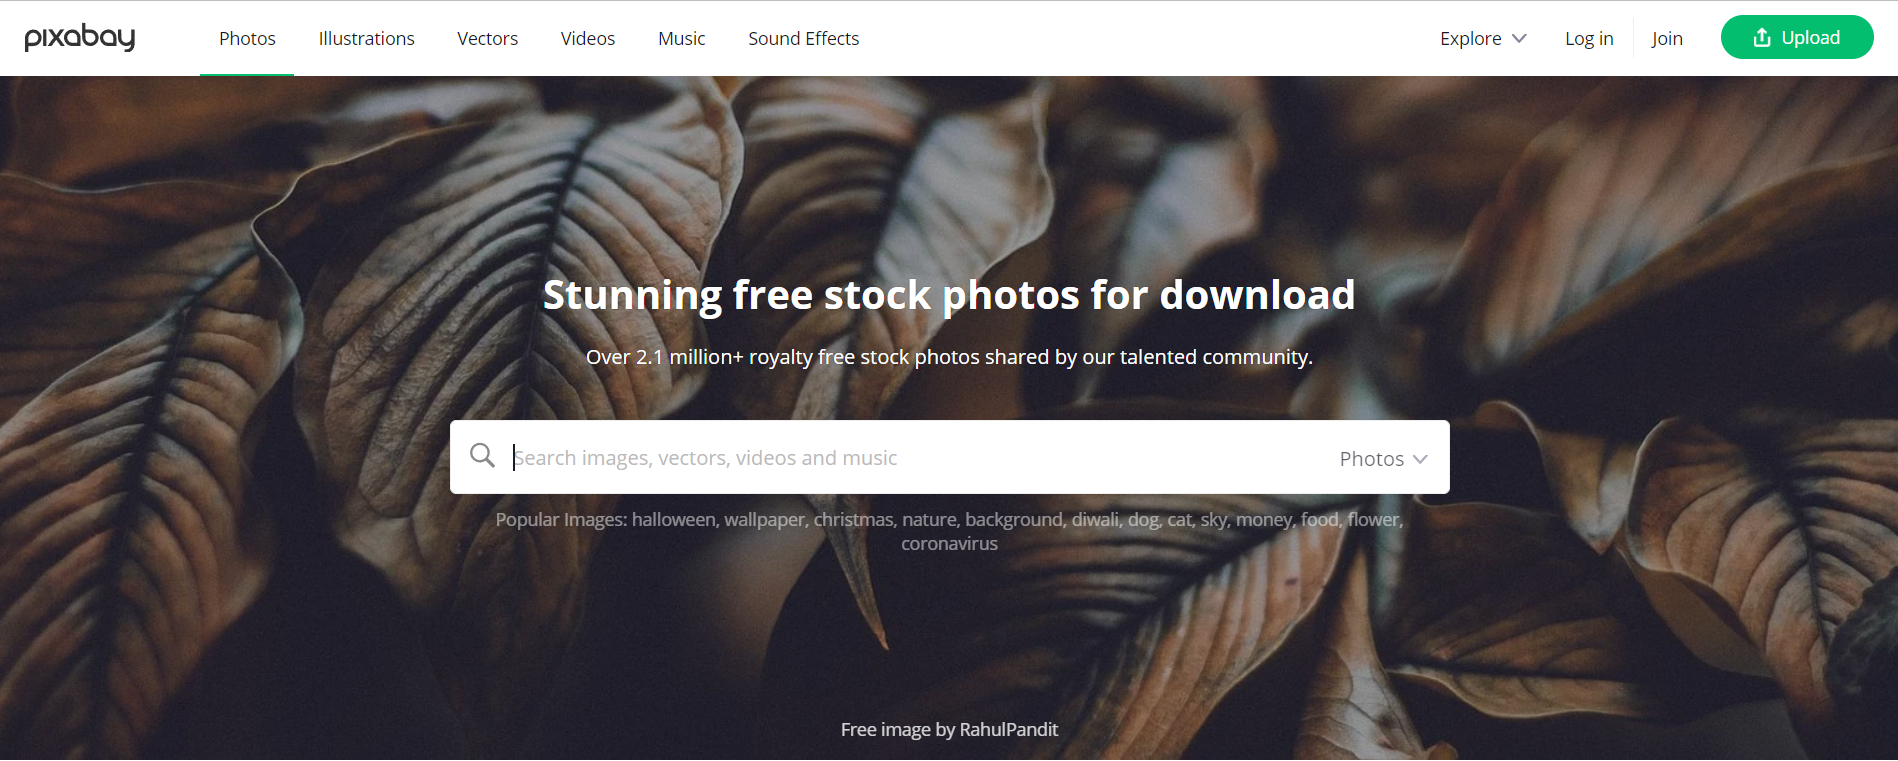 pixabay
Photos
Illustrations
Vectors
Videos
Music
Sound Effects
Explore
Log in
Join
Upload
Stunning free stock photos for download
Over 2.1 million+ royalty free stock photos shared by our talented community.
Search images, vectors, videos and music
Photos
Popular Images: halloween, wallpaper, christmas, nature, background, diwali, dog, cat, sky, money, food, flower,
coronavirus
Free image by RahulPandit